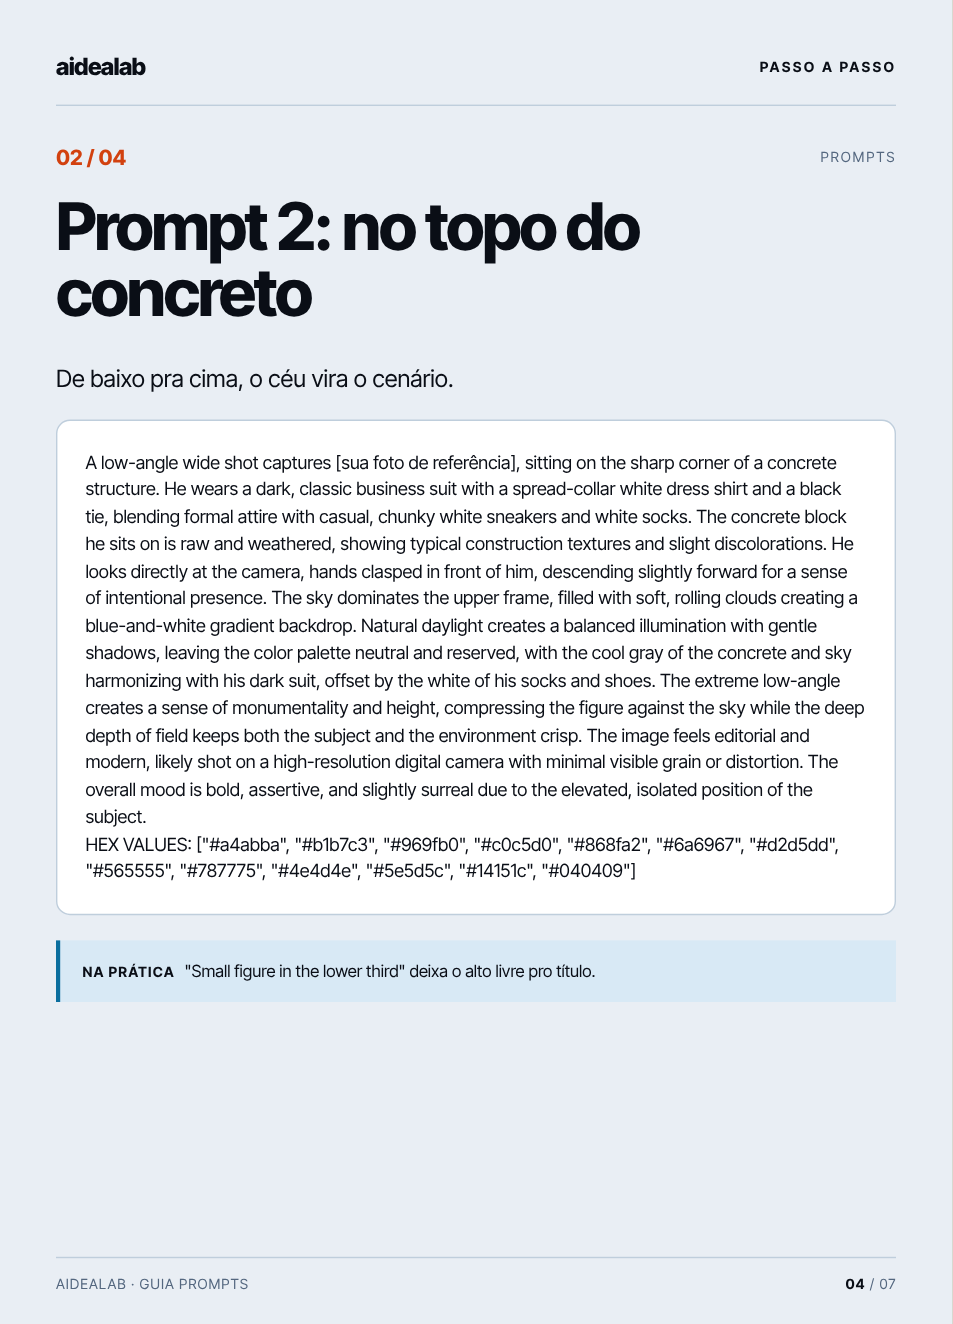 aidealab
PASSO A PASSO
02 / 04
PROMPTS
Prompt 2: no topo do
concreto
De baixo pra cima, o céu vira o cenário.
A low-angle wide shot captures [sua foto de referência], sitting on the sharp corner of a concrete
structure. He wears a dark, classic business suit with a spread-collar white dress shirt and a black
tie, blending formal attire with casual, chunky white sneakers and white socks. The concrete block
he sits on is raw and weathered, showing typical construction textures and slight discolorations. He
looks directly at the camera, hands clasped in front of him, descending slightly forward for a sense
of intentional presence. The sky dominates the upper frame, filled with soft, rolling clouds creating a
blue-and-white gradient backdrop. Natural daylight creates a balanced illumination with gentle
shadows, leaving the color palette neutral and reserved, with the cool gray of the concrete and sky
harmonizing with his dark suit, offset by the white of his socks and shoes. The extreme low-angle
creates a sense of monumentality and height, compressing the figure against the sky while the deep
depth of field keeps both the subject and the environment crisp. The image feels editorial and
modern, likely shot on a high-resolution digital camera with minimal visible grain or distortion. The
overall mood is bold, assertive, and slightly surreal due to the elevated, isolated position of the
subject.
HEX VALUES: ["#a4abba", "#b1b7c3", "#969fb0", "#c0c5d0", "#868fa2", "#6a6967", "#d2d5dd",
"#565555", "#787775", "#4e4d4e", "#5e5d5c", "#14151c", "#040409"]
NA PRÁTICA "Small figure in the lower third" deixa o alto livre pro título.
AIDEALAB · GUIA PROMPTS
04 / 07